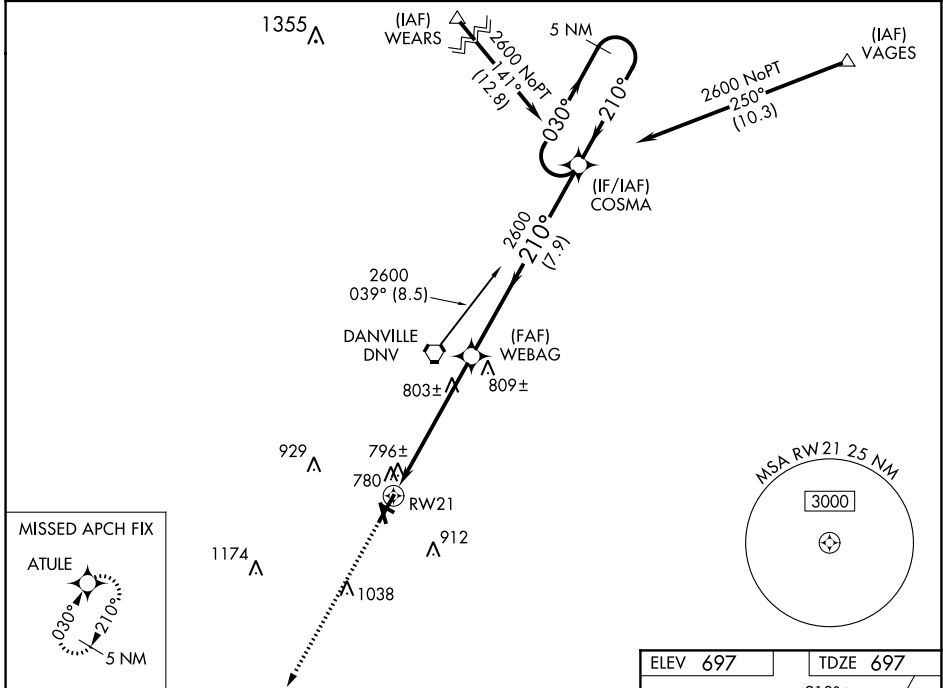 1355
(IAF)
WEARS
2600 NoPT
141°
(12.8)
5 NM
030°
210°
(IAF)
VAGES
2600 NoPT
250°
(10.3)
(IF/IAF)
COSMA
2600
210°
(7.9)
2600
039° (8.5)
DANVILLE
DNV
(FAF)
WEBAG
803±
809±
929
796±
780
RW21
MSA RW21 25 NM
3000
912
1174
1038
MISSED APCH FIX
ATULE
030°
210°
5 NM
ELEV 697
TDZE 697